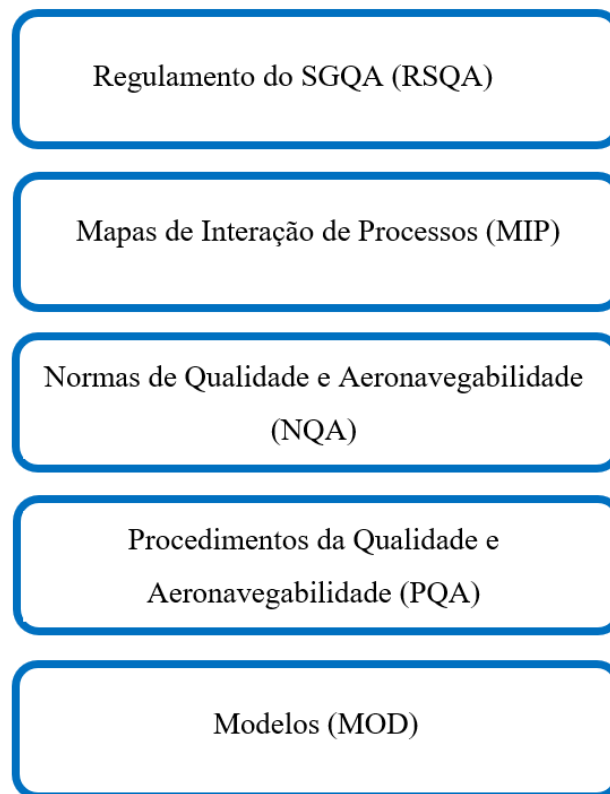 Regulamento do SGQA (RSQA)
Mapas de Interação de Processos (MIP)
Normas de Qualidade e Aeronavegabilidade
(NQA)
Procedimentos da Qualidade e
Aeronavegabilidade (PQA)
Modelos (MOD)